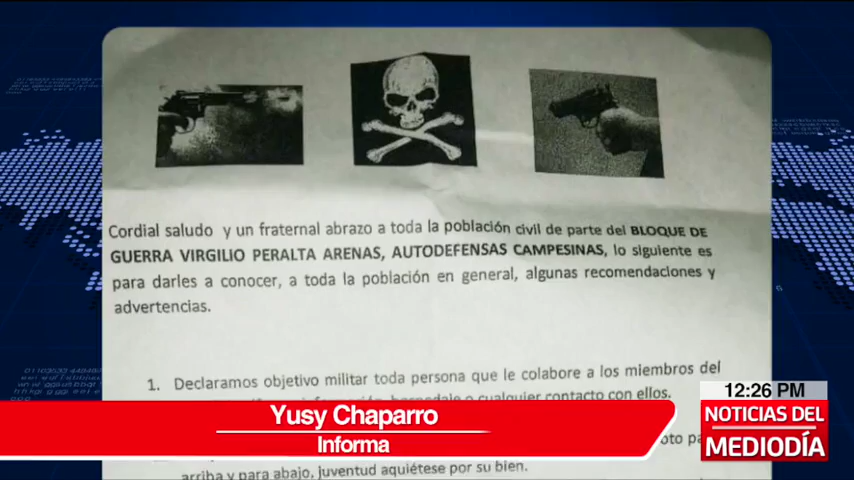 Cordial saludo y un fraternal abrazo a toda la población civil de parte del BLOQUE DE
GUERRA VIRGILIO PERALTA ARENAS, AUTODEFENSAS CAMPESINAS, lo siguiente es
para darles a conocer, a toda la población en general, algunas recomendaciones y
advertencias.
1. Declaramos objetivo militar toda persona que le colabore a los miembros del
o cualquier contacto con ellos.
arriba y para abajo, juventud aquiétese por su bien.
Yusy Chaparro
Informa
12:26 PM
NOTICIAS DEL
MEDIODÍA